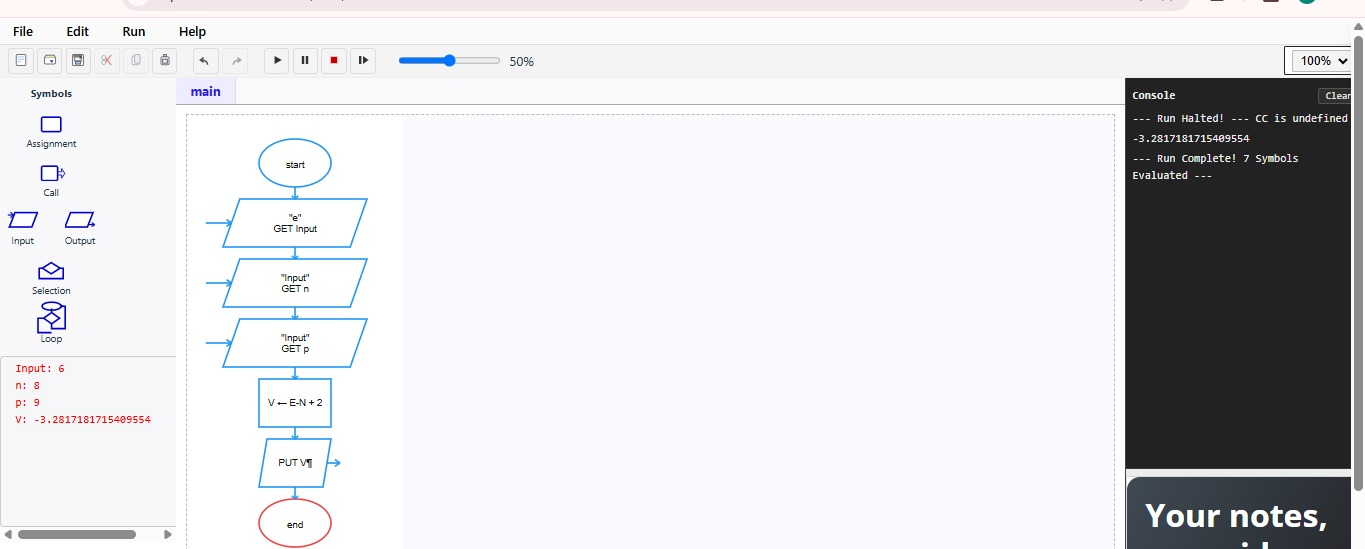 File Edit Run Help
50%
100%
Symbols
Assignment
Call
Input Output
Selection
Loop
Input: 6
n: 8
p: 9
V: -3.2817181715409554
main
start
"e"
GET Input
"Input"
GET n
"Input"
GET p
V ← E-N + 2
PUT V¶
end
Console
Clear
--- Run Halted! --- CC is undefined
-3.2817181715409554
--- Run Complete! 7 Symbols
Evaluated ---
Your notes,